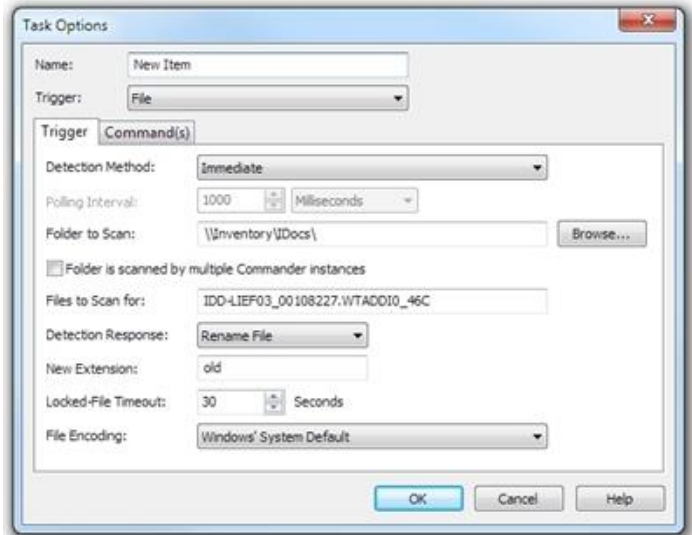 Task Options
Name: New Item
Trigger: File
Trigger Command(s)
Detection Method: Immediate
Polling Interval: 1000 Milliseconds
Folder to Scan: \\Inventory\IDocs\ Browse...
Folder is scanned by multiple Commander instances
Files to Scan for: IDD-LIEF03_00108227.WTADDI0_46C
Detection Response: Rename File
New Extension: old
Locked-File Timeout: 30 Seconds
File Encoding: Windows' System Default
OK Cancel Help